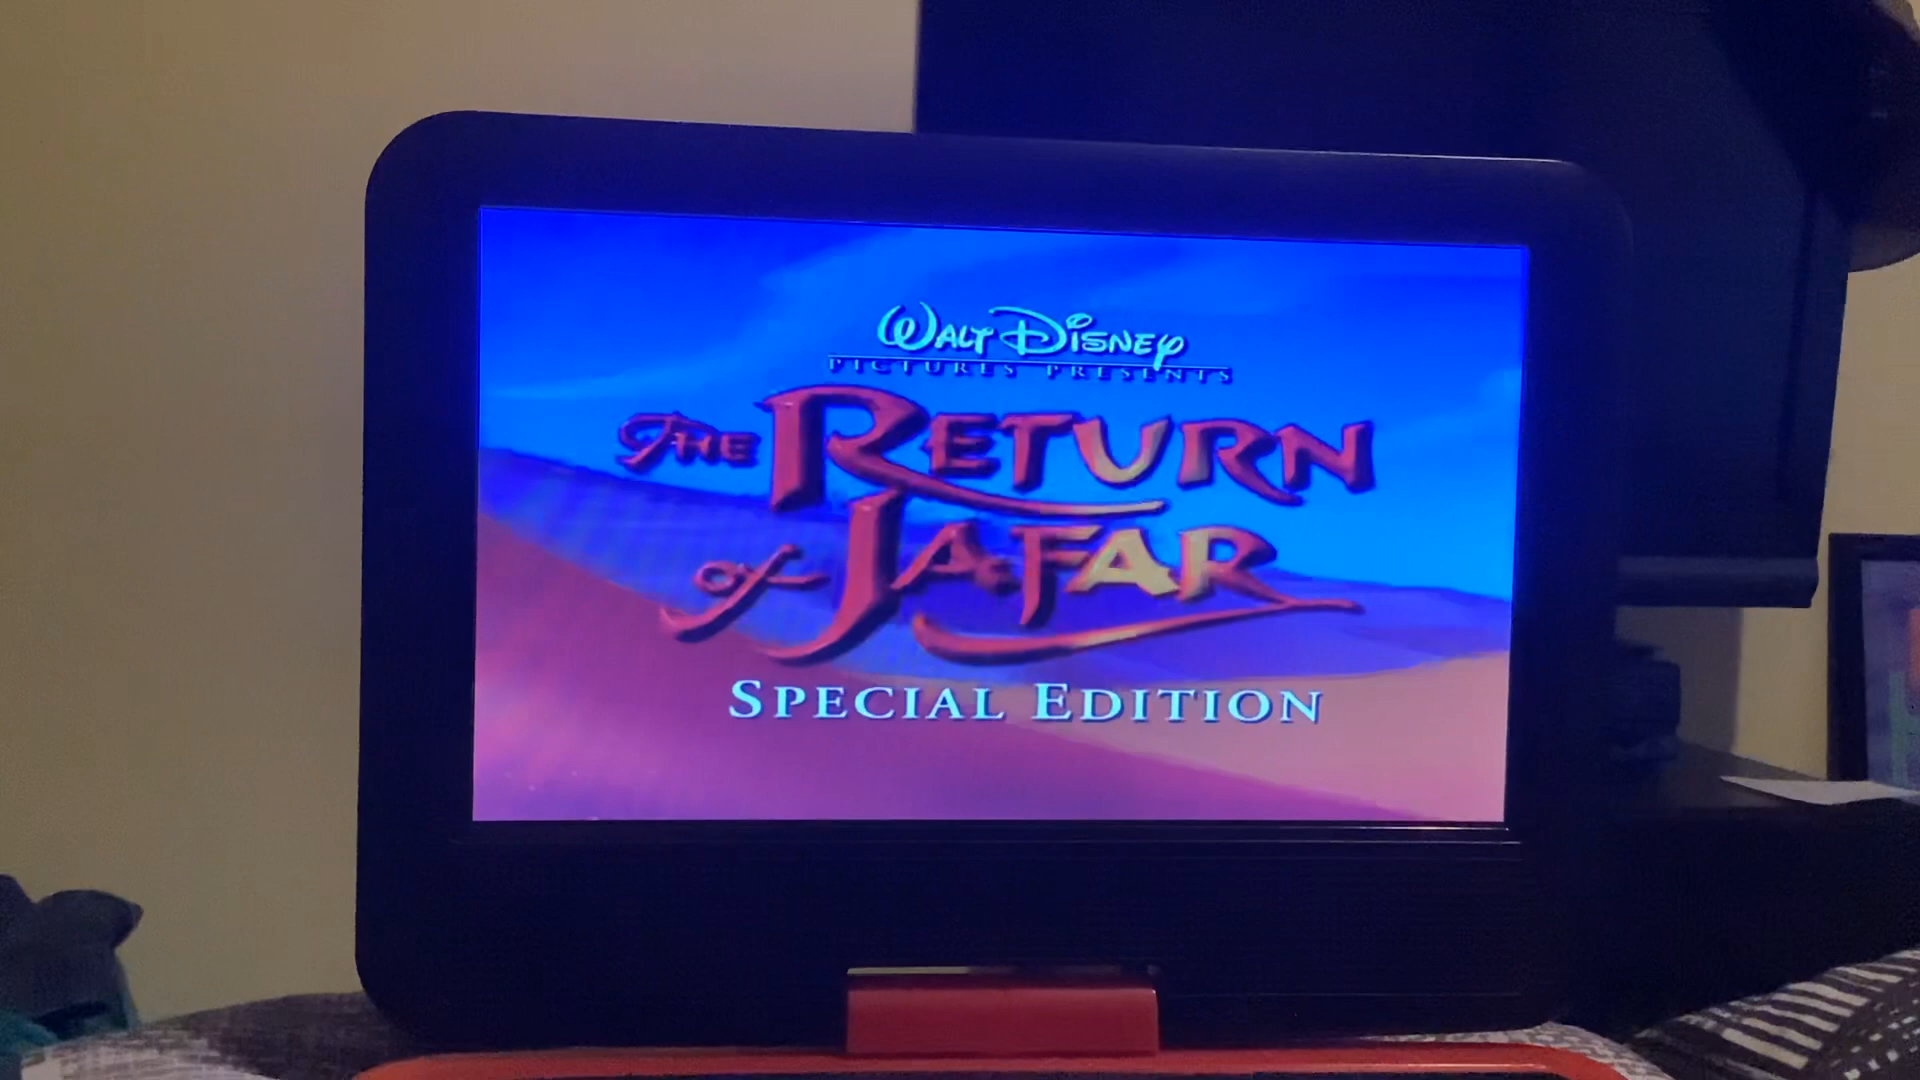 WALT DISNEY
PICTURES PRESENTS
THE RETURN
OF JAFAR
SPECIAL EDITION